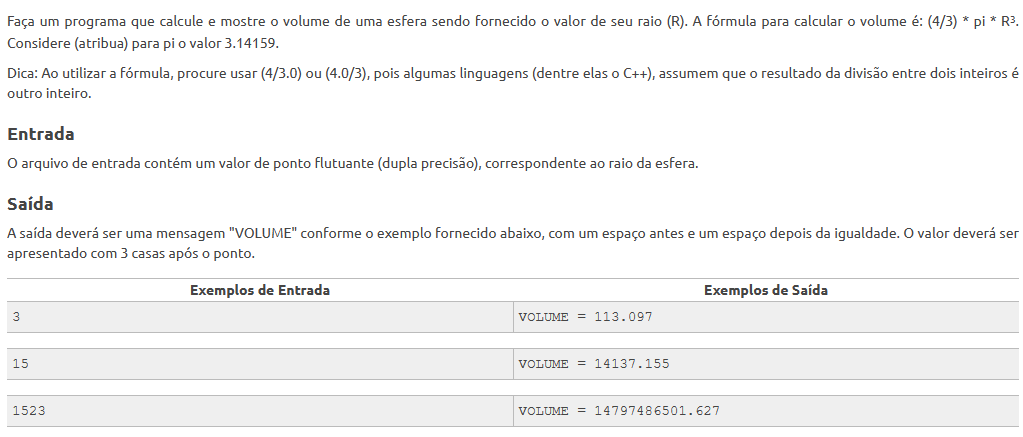 Faça um programa que calcule e mostre o volume de uma esfera sendo fornecido o valor de seu raio (R). A fórmula para calcular o volume é: (4/3) * pi * R³.
Considere (atribua) para pi o valor 3.14159.
Dica: Ao utilizar a fórmula, procure usar (4/3.0) ou (4.0/3), pois algumas linguagens (dentre elas o C++), assumem que o resultado da divisão entre dois inteiros é
outro inteiro.
Entrada
O arquivo de entrada contém um valor de ponto flutuante (dupla precisão), correspondente ao raio da esfera.
Saída
A saída deverá ser uma mensagem "VOLUME" conforme o exemplo fornecido abaixo, com um espaço antes e um espaço depois da igualdade. O valor deverá ser
apresentado com 3 casas após o ponto.
Exemplos de Entrada Exemplos de Saída
3 VOLUME = 113.097
15 VOLUME = 14137.155
1523 VOLUME = 14797486501.627